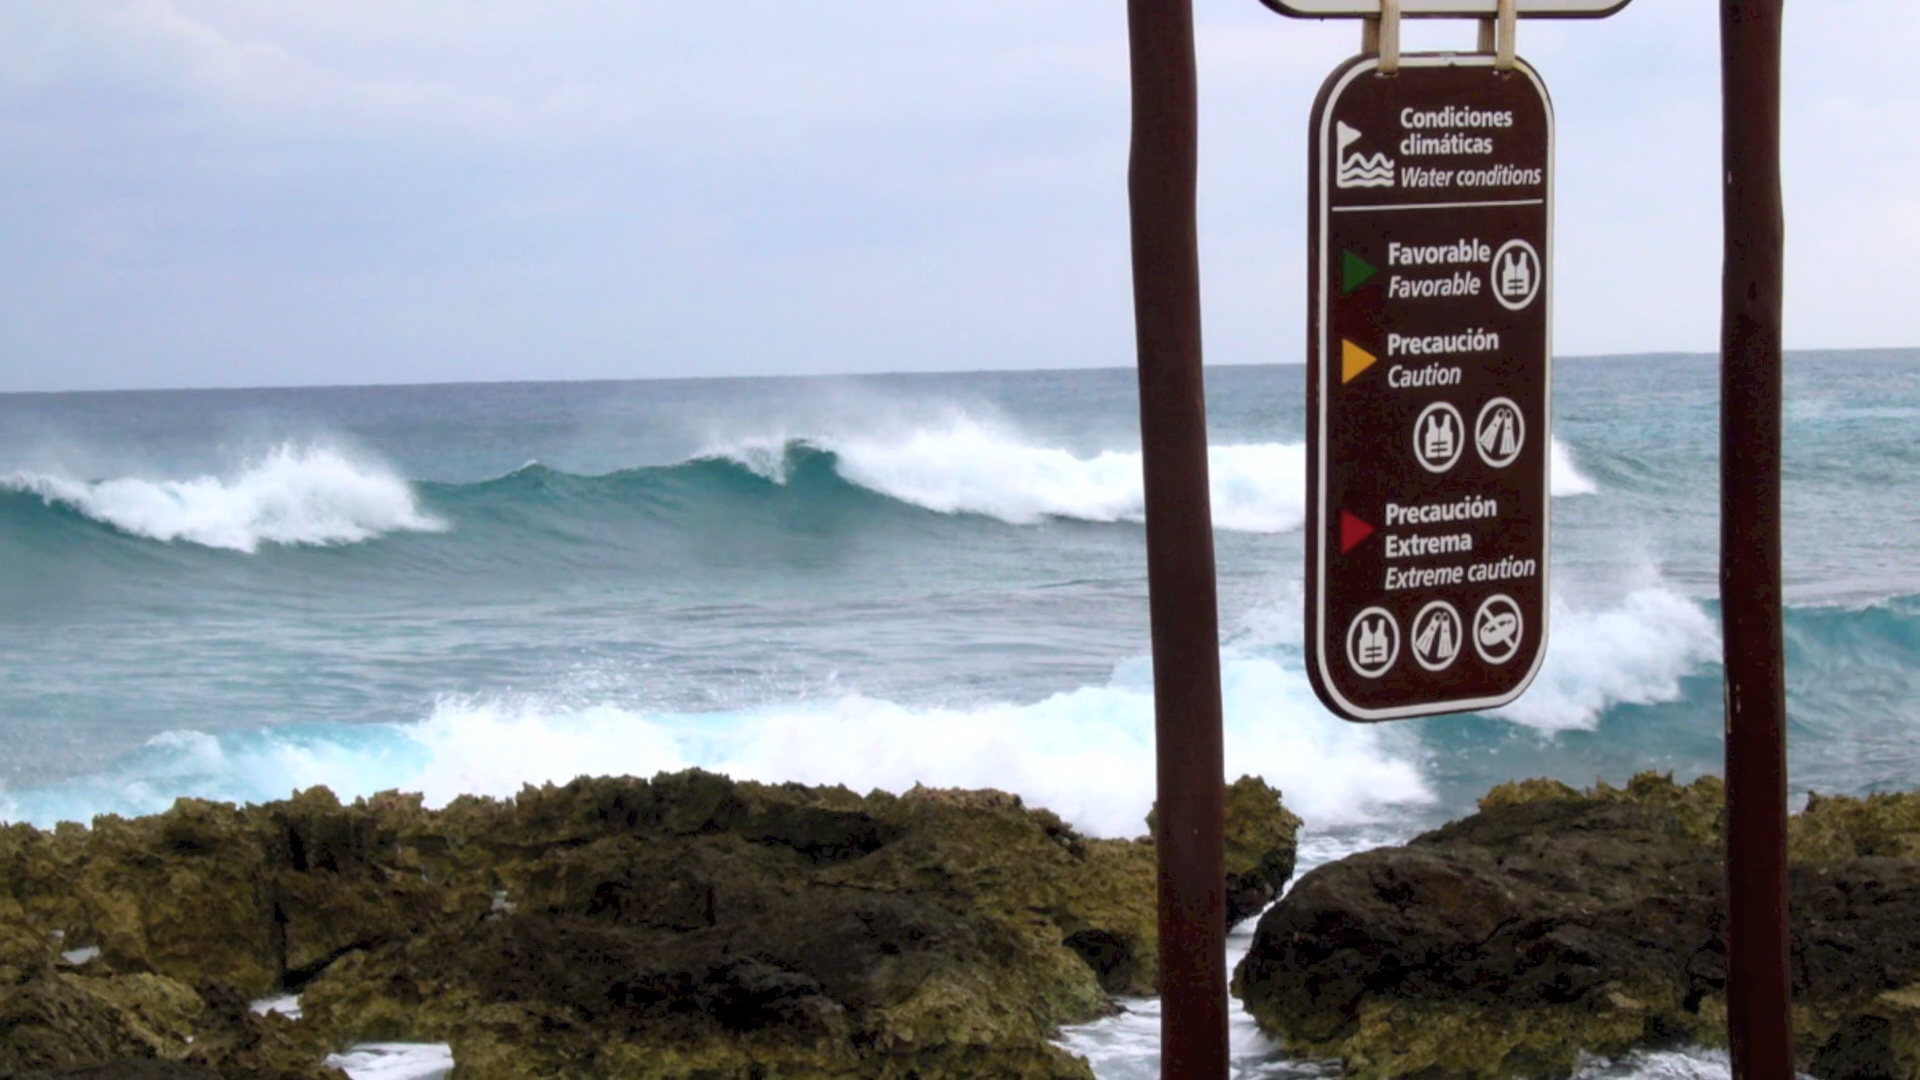 Condiciones
climáticas
Water conditions
Favorable
Favorable
Precaución
Caution
Precaución
Extrema
Extreme caution